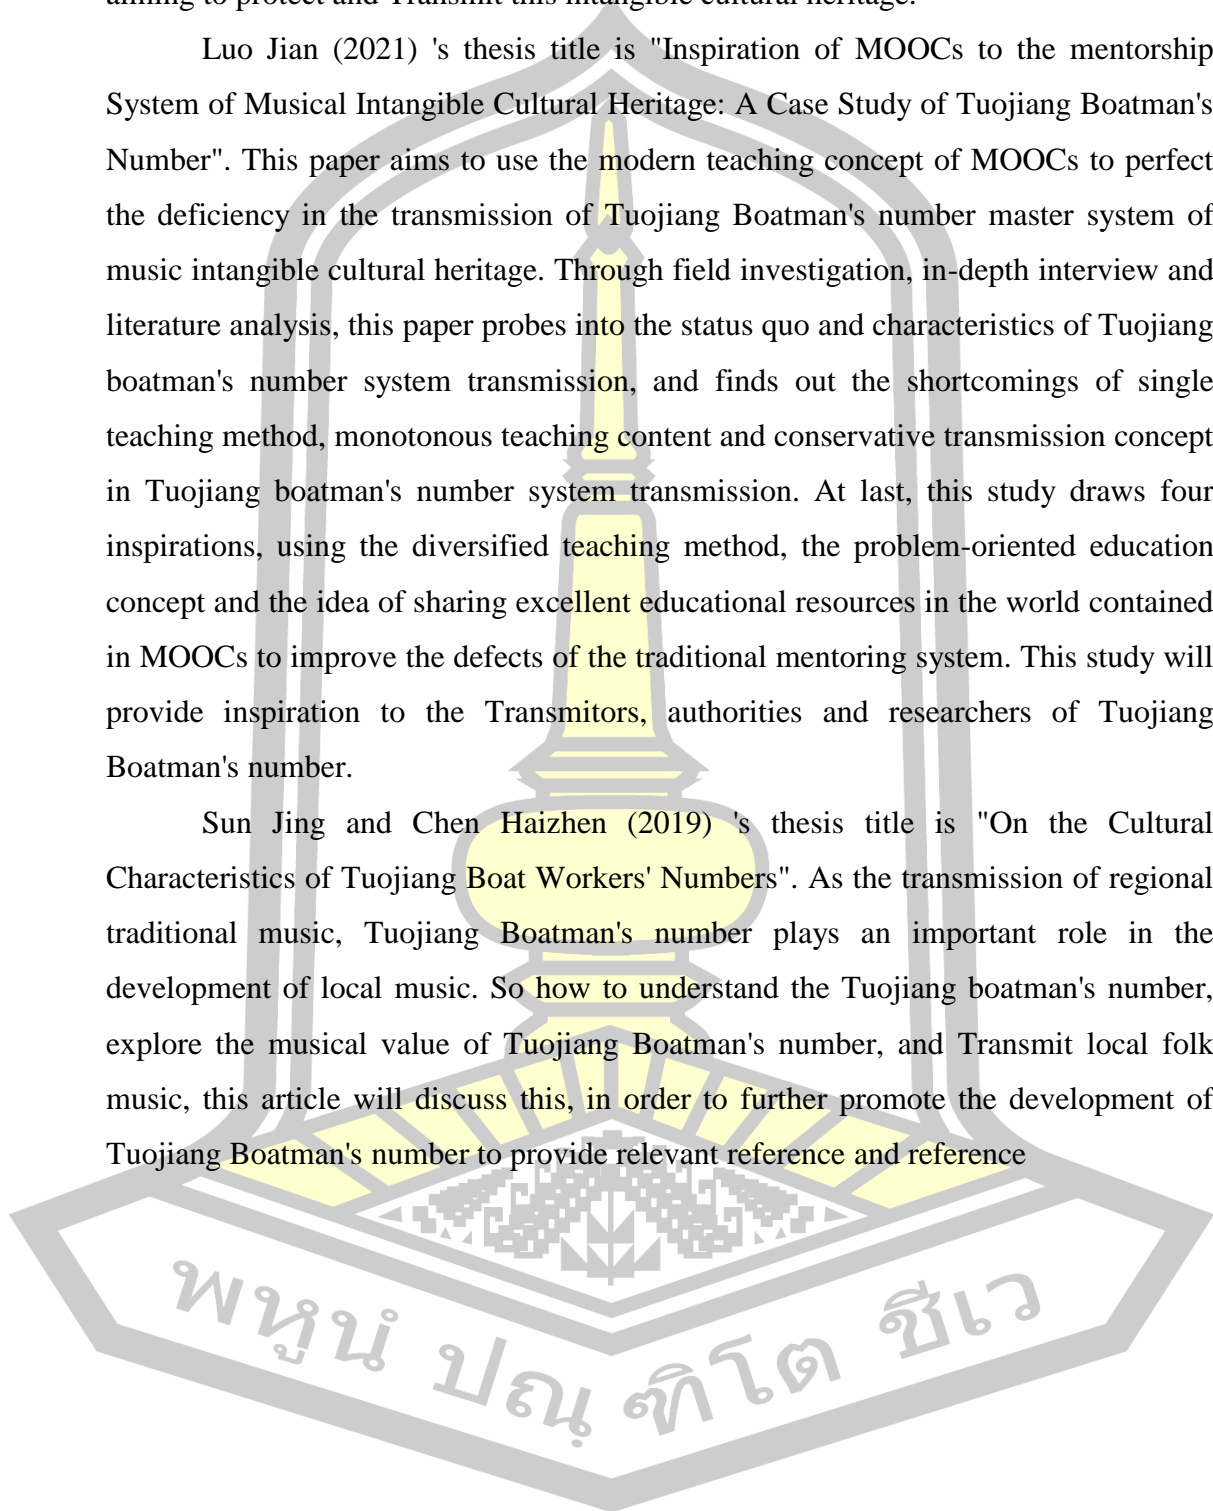 aiming to protect and Transmit this intangible cultural heritage.
Luo Jian (2021) 's thesis title is "Inspiration of MOOCs to the mentorship
System of Musical Intangible Cultural Heritage: A Case Study of Tuojiang Boatman's
Number". This paper aims to use the modern teaching concept of MOOCs to perfect
the deficiency in the transmission of Tuojiang Boatman's number master system of
music intangible cultural heritage. Through field investigation, in-depth interview and
literature analysis, this paper probes into the status quo and characteristics of Tuojiang
boatman's number system transmission, and finds out the shortcomings of single
teaching method, monotonous teaching content and conservative transmission concept
in Tuojiang boatman's number system transmission. At last, this study draws four
inspirations, using the diversified teaching method, the problem-oriented education
concept and the idea of sharing excellent educational resources in the world contained
in MOOCs to improve the defects of the traditional mentoring system. This study will
provide inspiration to the Transmitors, authorities and researchers of Tuojiang
Boatman's number.
Sun Jing and Chen Haizhen (2019) 's thesis title is "On the Cultural
Characteristics of Tuojiang Boat Workers' Numbers". As the transmission of regional
traditional music, Tuojiang Boatman's number plays an important role in the
development of local music. So how to understand the Tuojiang boatman's number,
explore the musical value of Tuojiang Boatman's number, and Transmit local folk
music, this article will discuss this, in order to further promote the development of
Tuojiang Boatman's number to provide relevant reference and reference
พหูนํ ปณฺฑิโต ชีเว